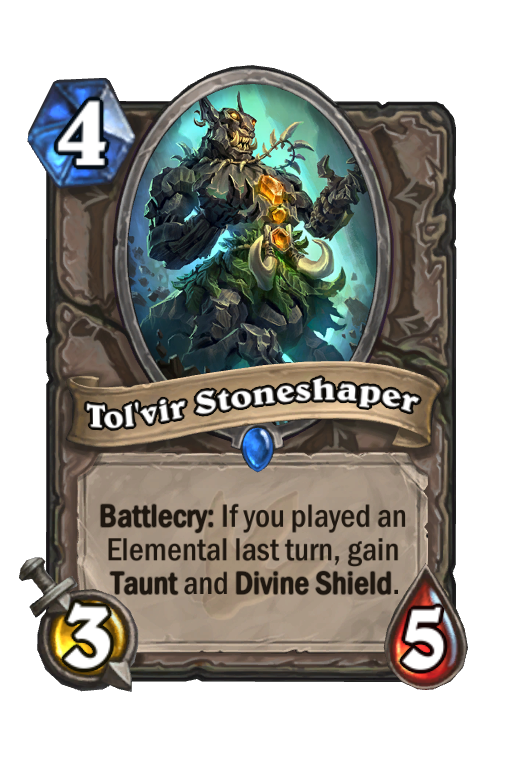 4
Tol'vir Stoneshaper
Battlecry: If you played an
Elemental last turn, gain
Taunt and Divine Shield.
3
5